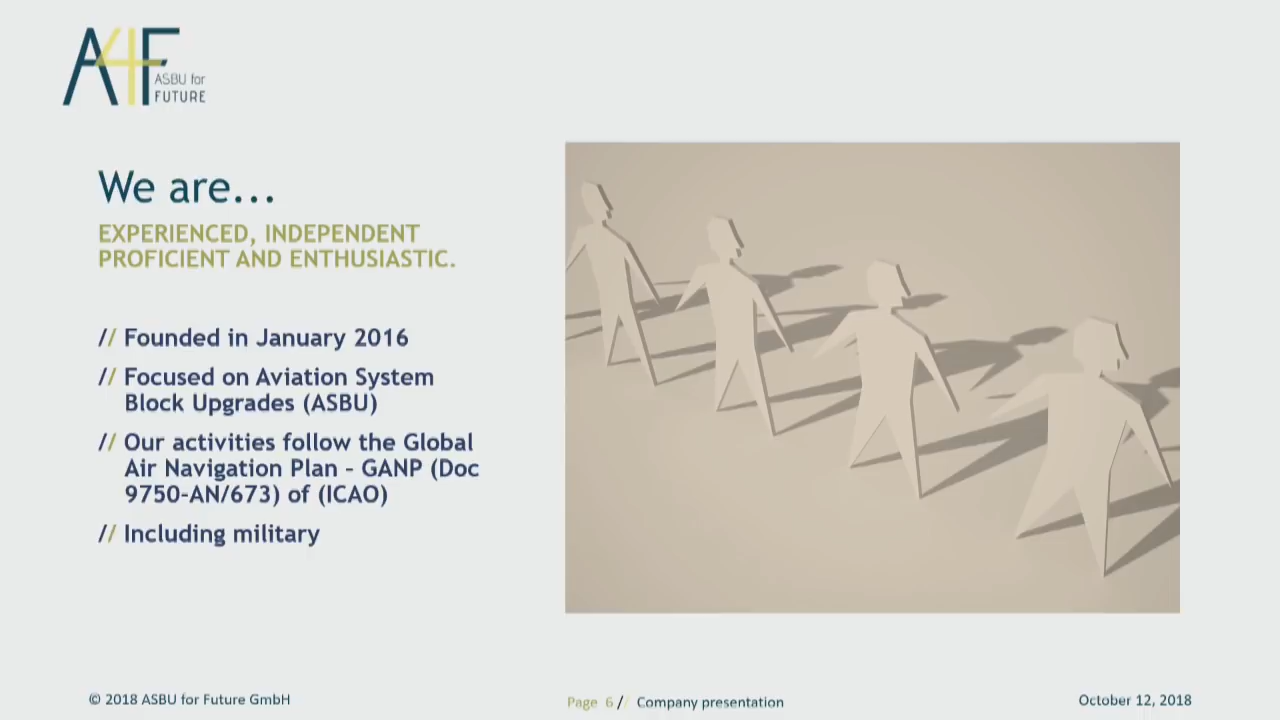 A4F
ASBU for
FUTURE
We are...
EXPERIENCED, INDEPENDENT
PROFICIENT AND ENTHUSIASTIC.
// Founded in January 2016
// Focused on Aviation System
Block Upgrades (ASBU)
// Our activities follow the Global
Air Navigation Plan – GANP (Doc
9750-AN/673) of (ICAO)
// Including military
© 2018 ASBU for Future GmbH
Page 6 // Company presentation
October 12, 2018